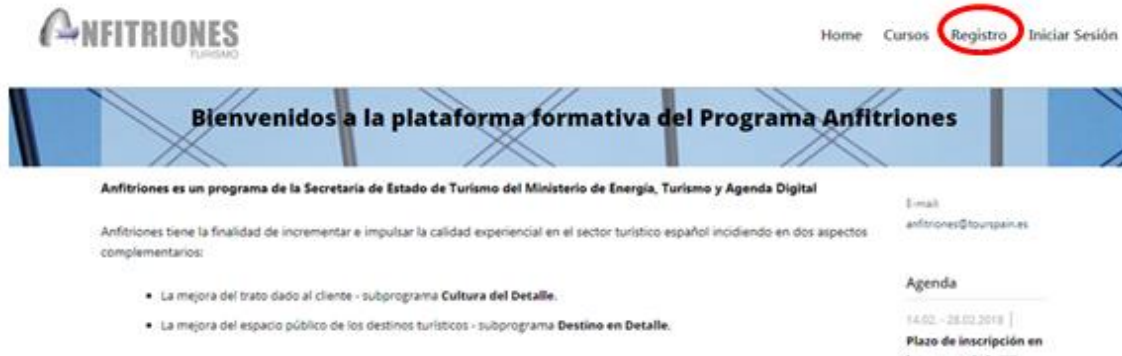 ANFITRIONES
TURISMO
Home Cursos Registro Iniciar Sesión
Bienvenidos a la plataforma formativa del Programa Anfitriones
Anfitriones es un programa de la Secretaría de Estado de Turismo del Ministerio de Energía, Turismo y Agenda Digital
Anfitriones tiene la finalidad de incrementar e impulsar la calidad experiencial en el sector turístico español incidiendo en dos aspectos
complementarios:
• La mejora del trato dado al cliente - subprograma Cultura del Detalle.
• La mejora del espacio público de los destinos turísticos - subprograma Destino en Detalle.
E-mail:
anfitriones@tourspain.es
Agenda
14.02. - 28.02.2018 |
Plazo de inscripción en